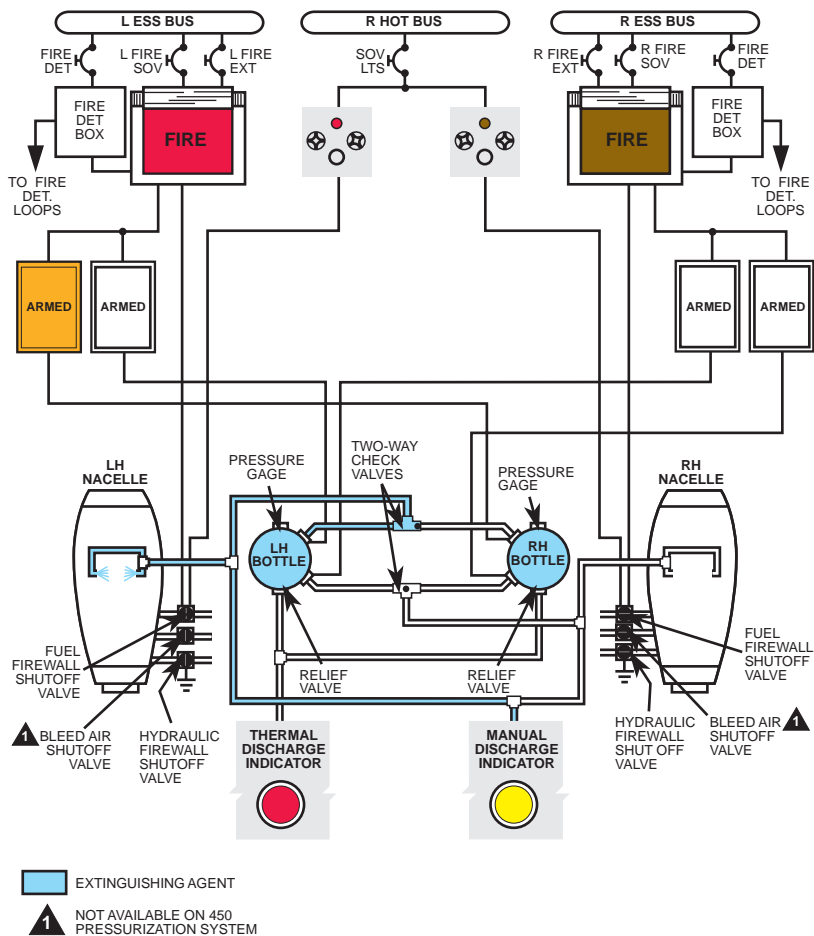 L ESS BUS
R HOT BUS
R ESS BUS
FIRE
DET
L FIRE
SOV
L FIRE
EXT
SOV
LTS
R FIRE
EXT
R FIRE
SOV
FIRE
DET
FIRE
DET
BOX
FIRE
FIRE
FIRE
DET
BOX
TO FIRE
DET.
LOOPS
TO FIRE
DET.
LOOPS
ARMED
ARMED
ARMED
ARMED
LH
NACELLE
PRESSURE
GAGE
TWO-WAY
CHECK
VALVES
PRESSURE
GAGE
RH
NACELLE
LH
BOTTLE
RH
BOTTLE
FUEL
FIREWALL
SHUTOFF
VALVE
RELIEF
VALVE
RELIEF
VALVE
FUEL
FIREWALL
SHUTOFF
VALVE
1
BLEED AIR
SHUTOFF
VALVE
HYDRAULIC
FIREWALL
SHUTOFF
VALVE
THERMAL
DISCHARGE
INDICATOR
MANUAL
DISCHARGE
INDICATOR
HYDRAULIC
FIREWALL
SHUT OFF
VALVE
BLEED AIR
SHUTOFF
VALVE
1
EXTINGUISHING AGENT
1
NOT AVAILABLE ON 450
PRESSURIZATION SYSTEM